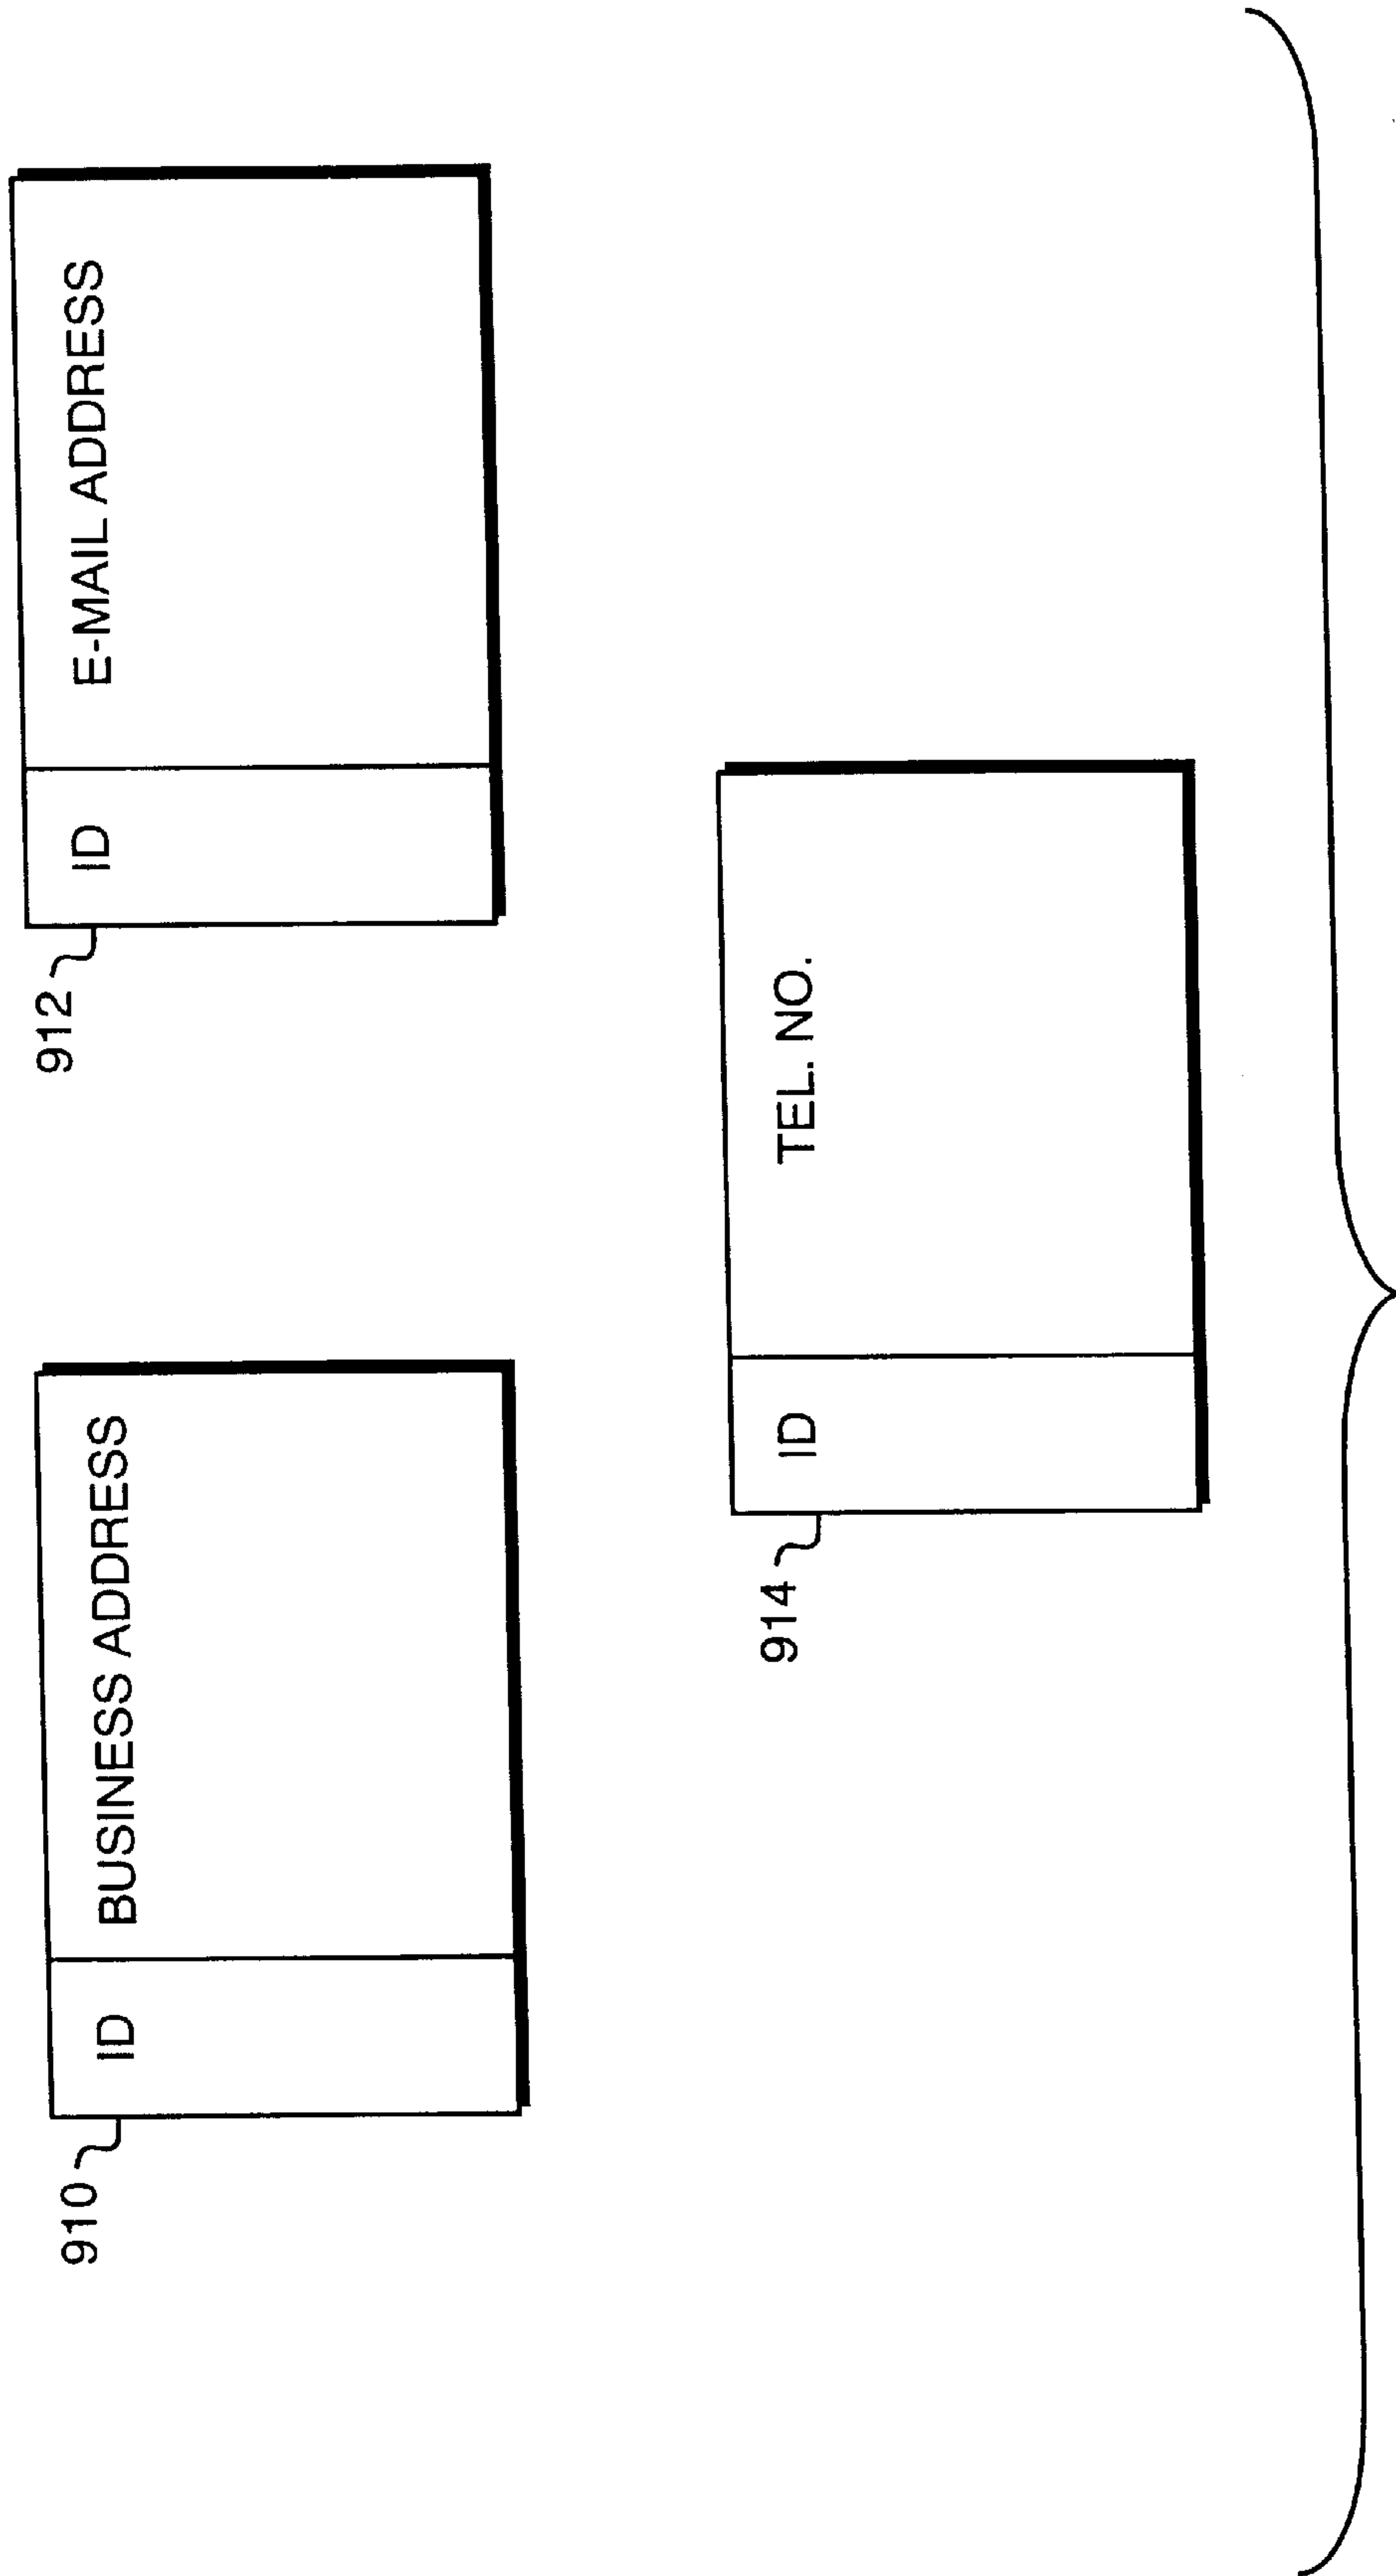 910
ID BUSINESS ADDRESS
912
ID E-MAIL ADDRESS
914
ID TEL. NO.